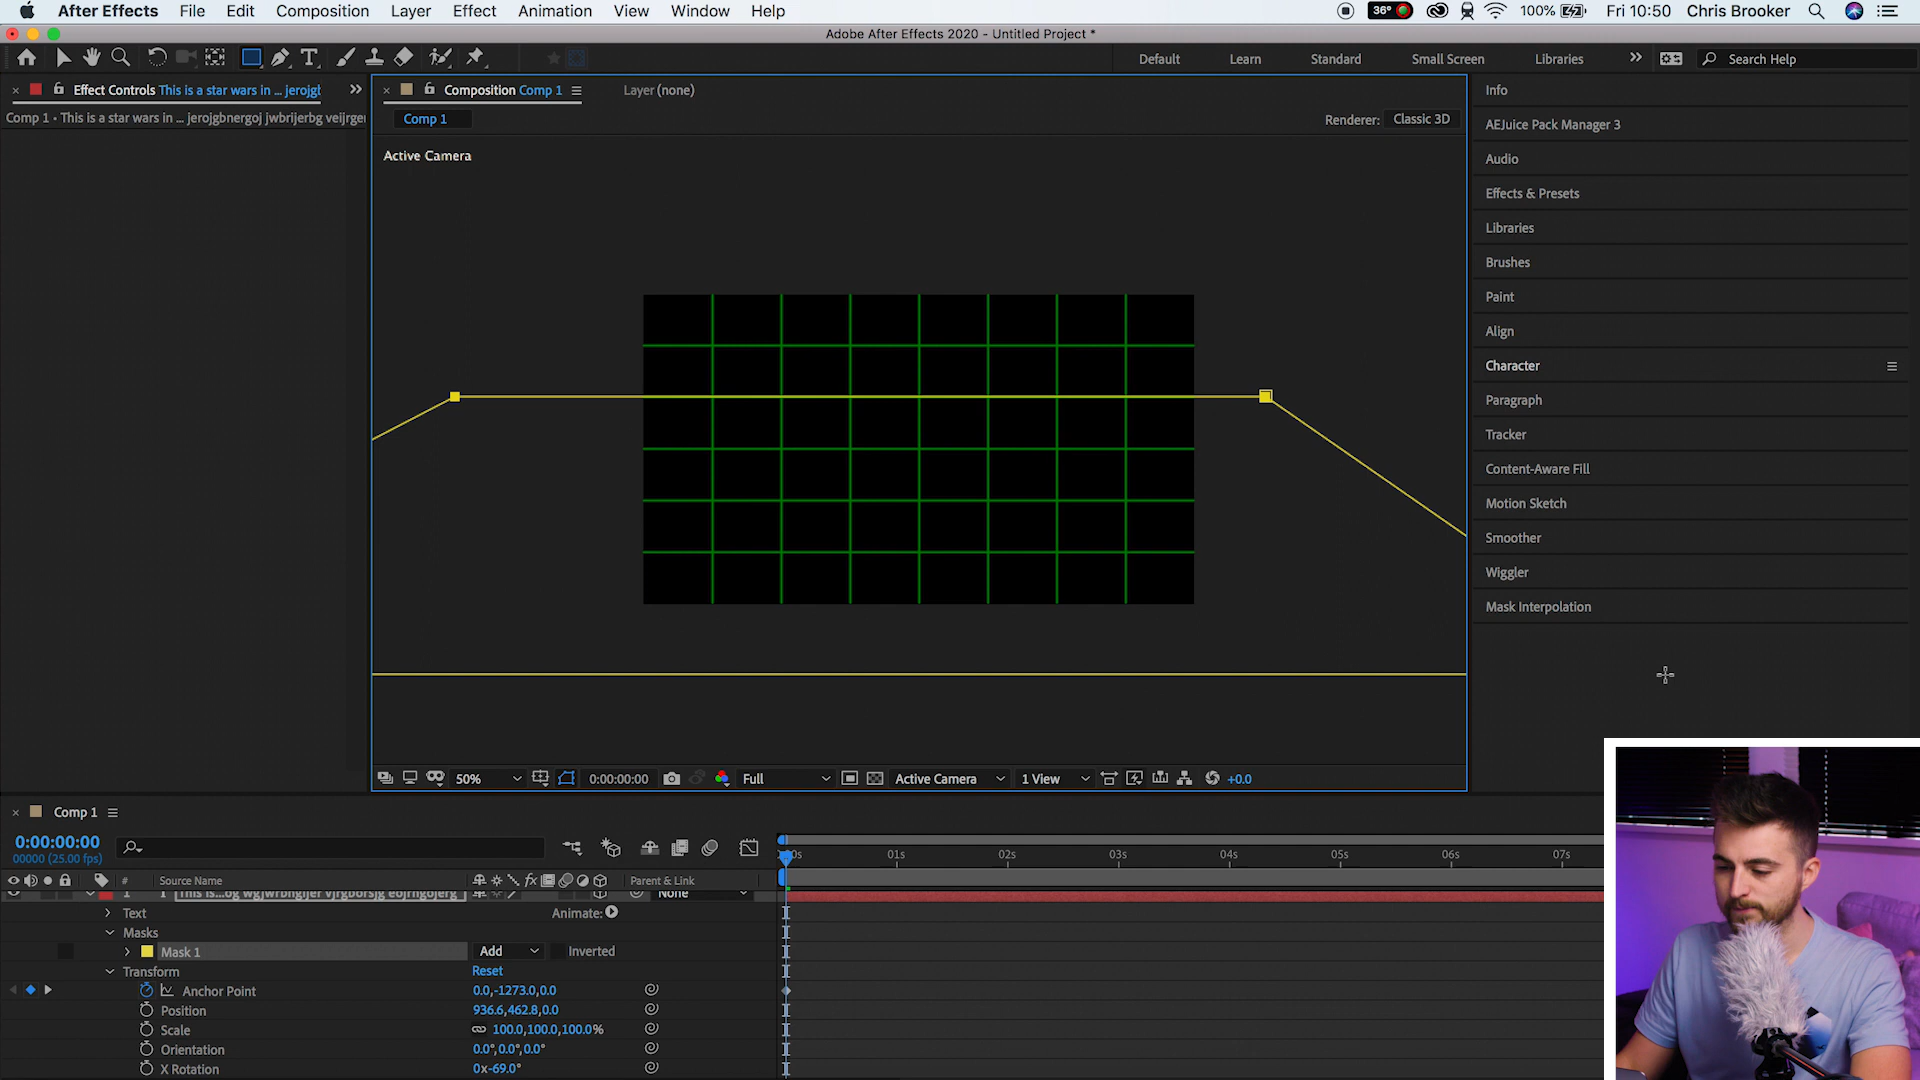 After Effects File Edit Composition Layer Effect Animation View Window Help 36° 100% Fri 10:50 Chris Brooker
Adobe After Effects 2020 - Untitled Project *
Default Learn Standard Small Screen Libraries Search Help
Effect Controls This is a star wars in ... jerojgl
Comp 1 • This is a star wars in ... jerojgbnergoj jwbrijerbg veijrger
Composition Comp 1
Layer (none)
Comp 1
Renderer: Classic 3D
Active Camera
Info
AEJuice Pack Manager 3
Audio
Effects & Presets
Libraries
Brushes
Paint
Align
Character
Paragraph
Tracker
Content-Aware Fill
Motion Sketch
Smoother
Wiggler
Mask Interpolation
50% 0:00:00:00 Full Active Camera 1 View +0.0
Comp 1
0:00:00:00
00000 (25.00 fps)
00s 01s 02s 03s 04s 05s 06s 07s
# Source Name Parent & Link
None
Text Animate:
Masks
Mask 1 Add Inverted
Transform Reset
Anchor Point 0.0,-1273.0,0.0
Position 936.6,462.8,0.0
Scale 100.0,100.0,100.0%
Orientation 0.0°,0.0°,0.0°
X Rotation 0x-69.0°